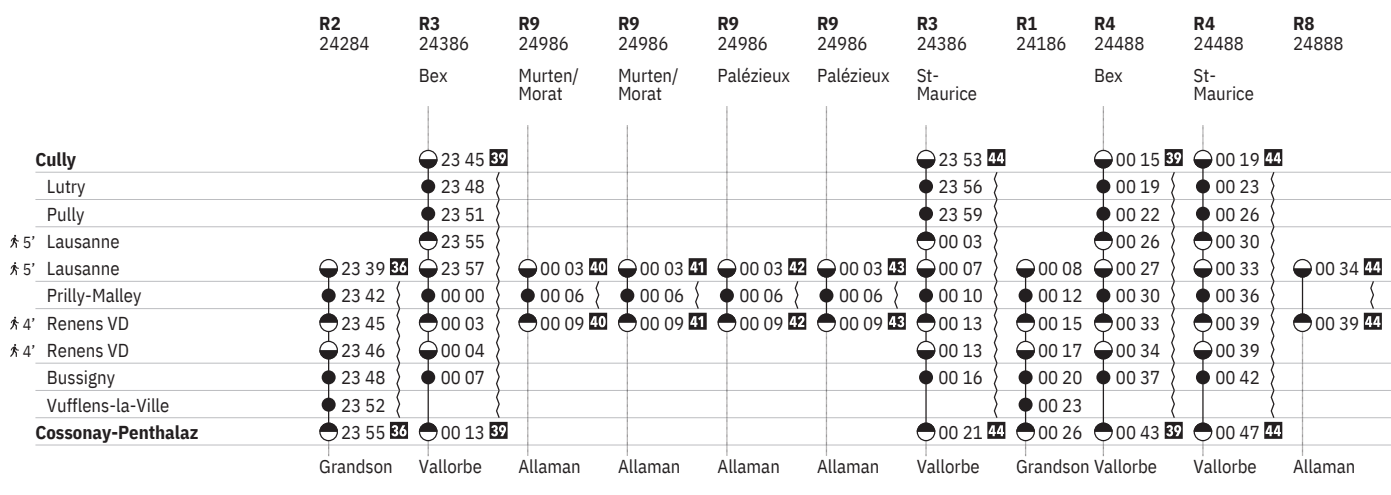 R2 R3 R9 R9 R9 R9 R3 R1 R4 R4 R8
24284 24386 24986 24986 24986 24986 24386 24186 24488 24488 24888
Bex Murten/ Murten/ Palézieux Palézieux St- Bex St-
Morat Morat Maurice Maurice
Cully 23 45 39 23 53 44 00 15 39 00 19 44
Lutry 23 48 23 56 00 19 00 23
Pully 23 51 23 59 00 22 00 26
5' Lausanne 23 55 00 03 00 26 00 30
5' Lausanne 23 39 36 23 57 00 03 40 00 03 41 00 03 42 00 03 43 00 07 00 08 00 27 00 33 00 34 44
Prilly-Malley 23 42 00 00 00 06 00 06 00 06 00 06 00 10 00 12 00 30 00 36
4' Renens VD 23 45 00 03 00 09 40 00 09 41 00 09 42 00 09 43 00 13 00 15 00 33 00 39 00 39 44
4' Renens VD 23 46 00 04 00 13 00 17 00 34 00 39
Bussigny 23 48 00 07 00 16 00 20 00 37 00 42
Vufflens-la-Ville 23 52 00 23
Cossonay-Penthalaz 23 55 36 00 13 39 00 21 44 00 26 00 43 39 00 47 44
Grandson Vallorbe Allaman Allaman Allaman Allaman Vallorbe Grandson Vallorbe Vallorbe Allaman